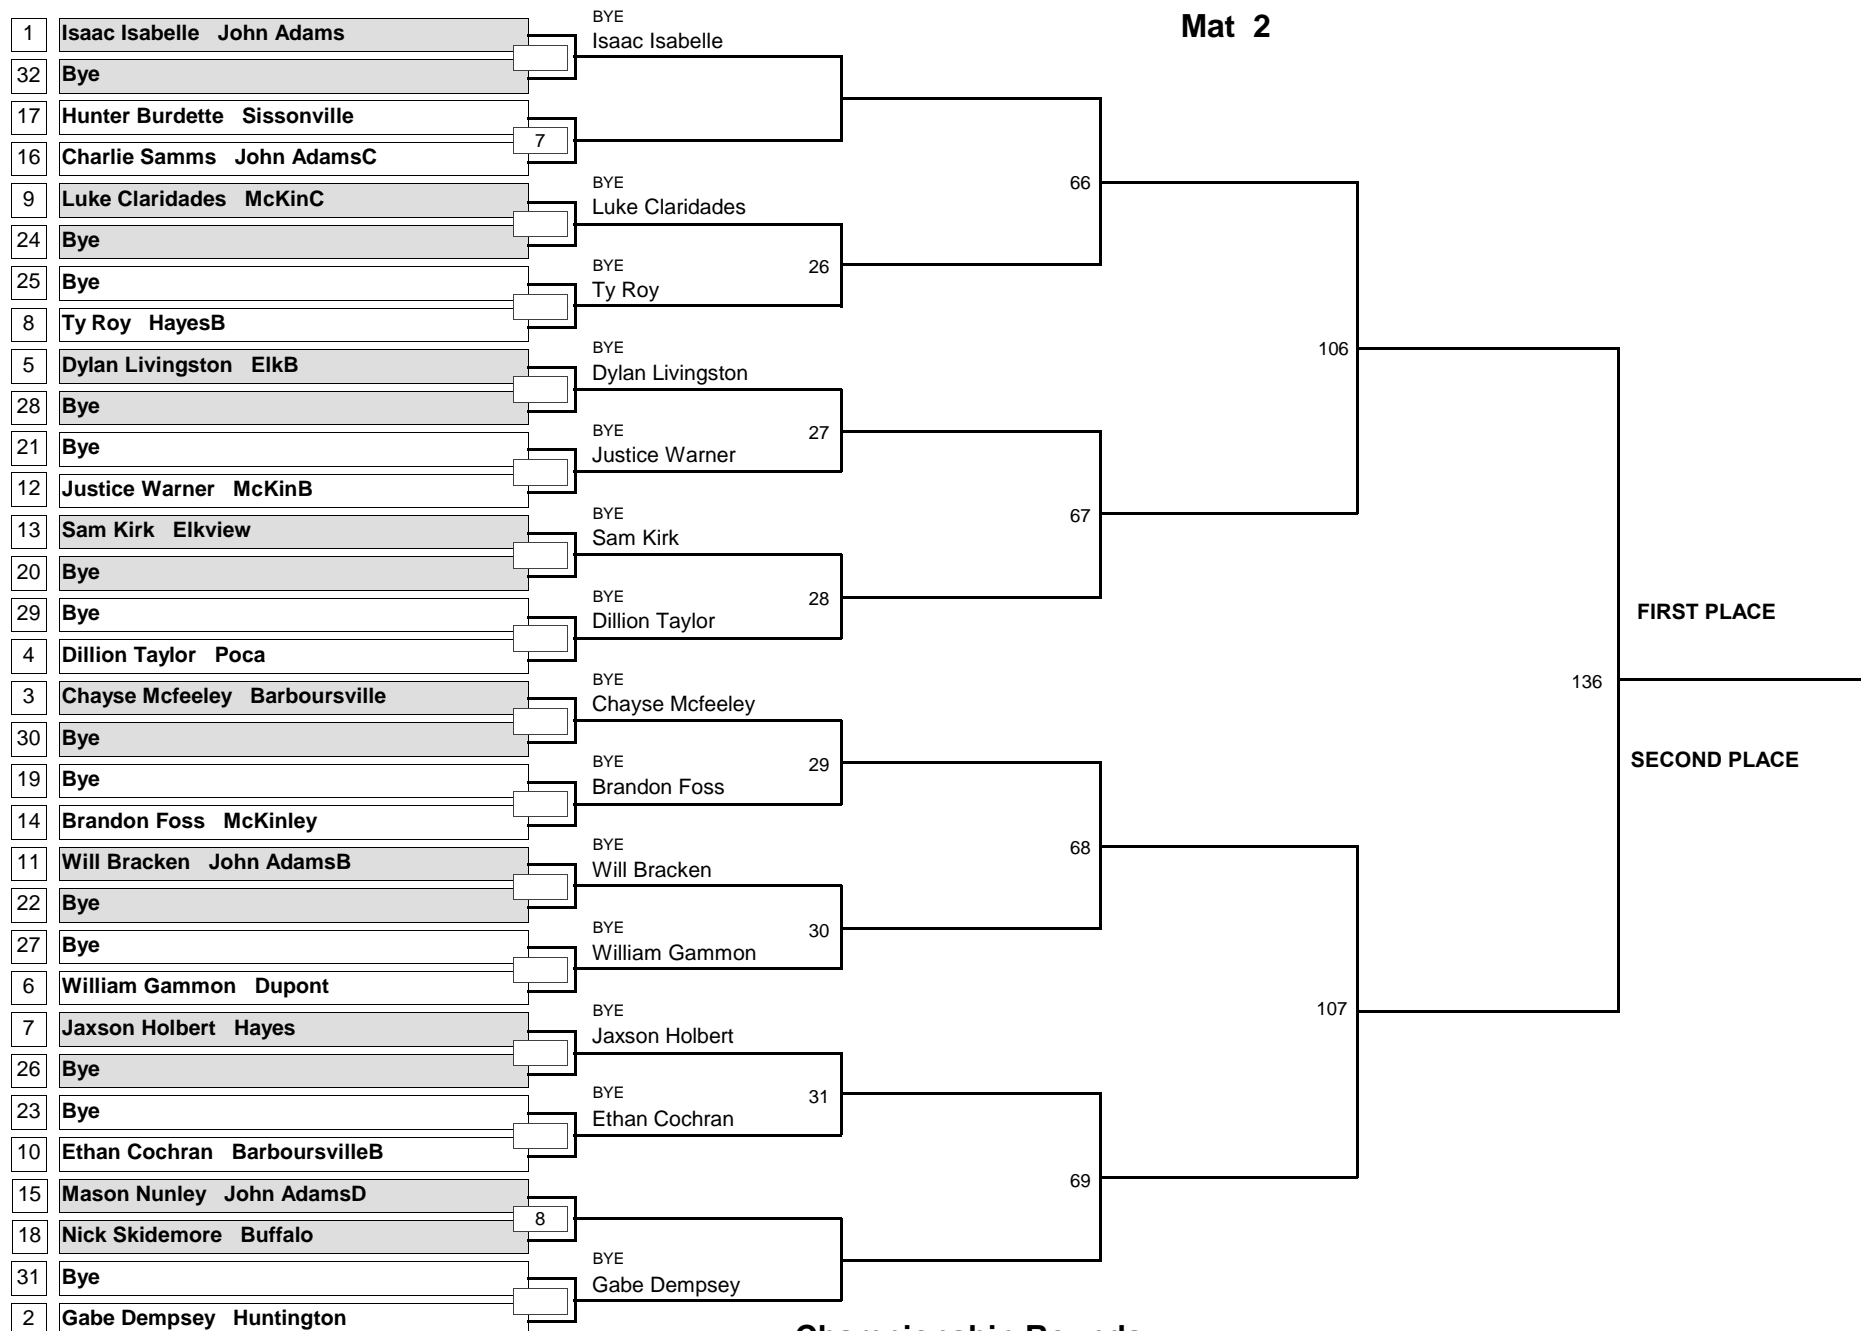 Mat 2
1 Isaac Isabelle John Adams
32 Bye
17 Hunter Burdette Sissonville
16 Charlie Samms John AdamsC
9 Luke Claridades McKinC
24 Bye
25 Bye
8 Ty Roy HayesB
5 Dylan Livingston ElkB
28 Bye
21 Bye
12 Justice Warner McKinB
13 Sam Kirk Elkview
20 Bye
29 Bye
4 Dillion Taylor Poca
3 Chayse Mcfeeley Barboursville
30 Bye
19 Bye
14 Brandon Foss McKinley
11 Will Bracken John AdamsB
22 Bye
27 Bye
6 William Gammon Dupont
7 Jaxson Holbert Hayes
26 Bye
23 Bye
10 Ethan Cochran BarboursvilleB
15 Mason Nunley John AdamsD
18 Nick Skidemore Buffalo
31 Bye
2 Gabe Dempsey Huntington
7
8
BYE
Isaac Isabelle
BYE
Luke Claridades
BYE
Ty Roy
BYE
Dylan Livingston
BYE
Justice Warner
BYE
Sam Kirk
BYE
Dillion Taylor
BYE
Chayse Mcfeeley
BYE
Brandon Foss
BYE
Will Bracken
BYE
William Gammon
BYE
Jaxson Holbert
BYE
Ethan Cochran
BYE
Gabe Dempsey
26
27
28
29
30
31
66
67
68
69
106
107
136
FIRST PLACE
SECOND PLACE